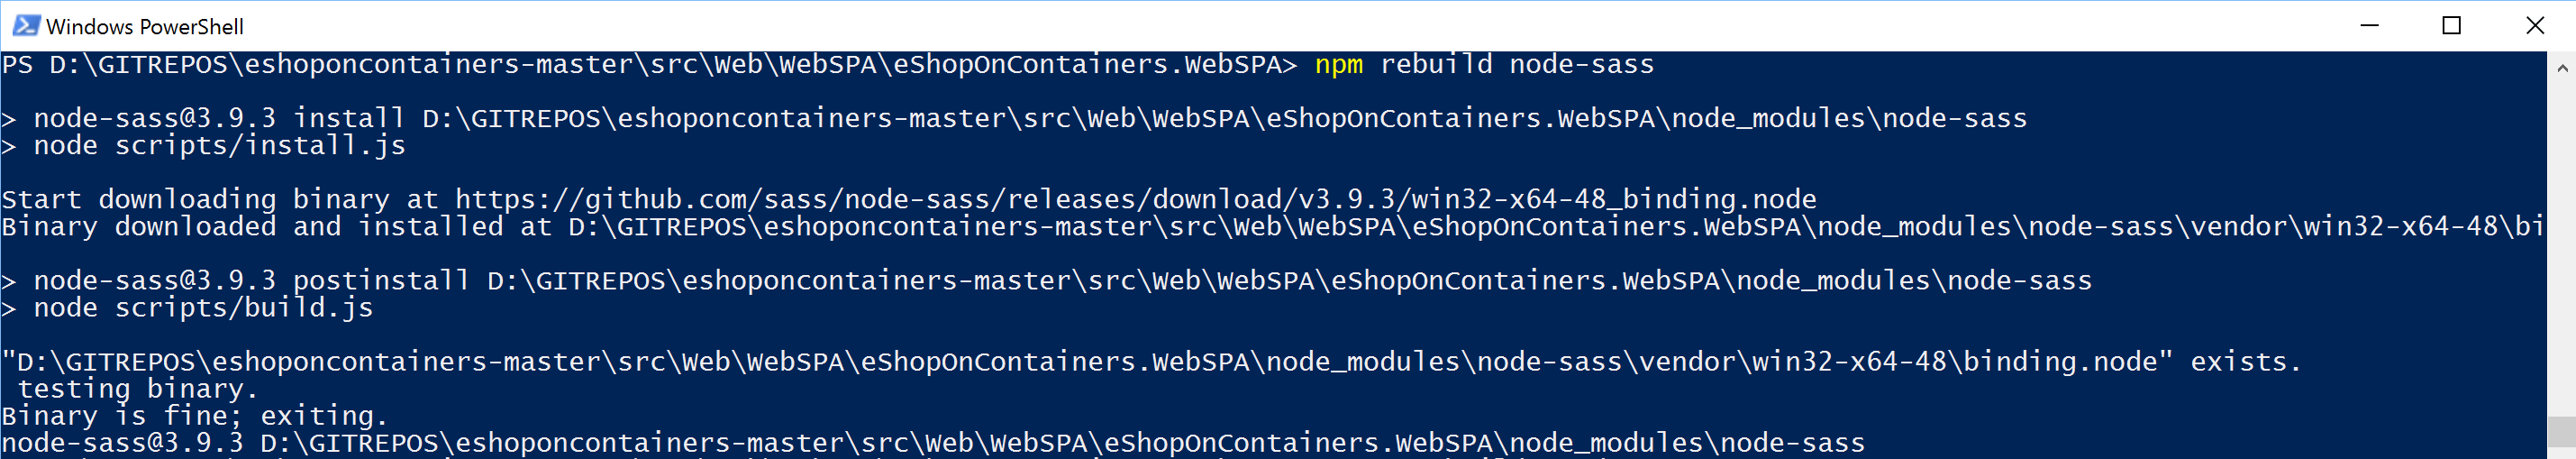 Windows PowerShell
PS D:\GITREPOS\eshoponcontainers-master\src\Web\WebSPA\eShopOnContainers.WebSPA> npm rebuild node-sass
> node-sass@3.9.3 install D:\GITREPOS\eshoponcontainers-master\src\Web\WebSPA\eShopOnContainers.WebSPA\node_modules\node-sass
> node scripts/install.js
Start downloading binary at https://github.com/sass/node-sass/releases/download/v3.9.3/win32-x64-48_binding.node
Binary downloaded and installed at D:\GITREPOS\eshoponcontainers-master\src\Web\WebSPA\eShopOnContainers.WebSPA\node_modules\node-sass\vendor\win32-x64-48\bi
> node-sass@3.9.3 postinstall D:\GITREPOS\eshoponcontainers-master\src\Web\WebSPA\eShopOnContainers.WebSPA\node_modules\node-sass
> node scripts/build.js
"D:\GITREPOS\eshoponcontainers-master\src\Web\WebSPA\eShopOnContainers.WebSPA\node_modules\node-sass\vendor\win32-x64-48\binding.node" exists.
testing binary.
Binary is fine; exiting.
node-sass@3.9.3 D:\GITREPOS\eshoponcontainers-master\src\Web\WebSPA\eShopOnContainers.WebSPA\node_modules\node-sass